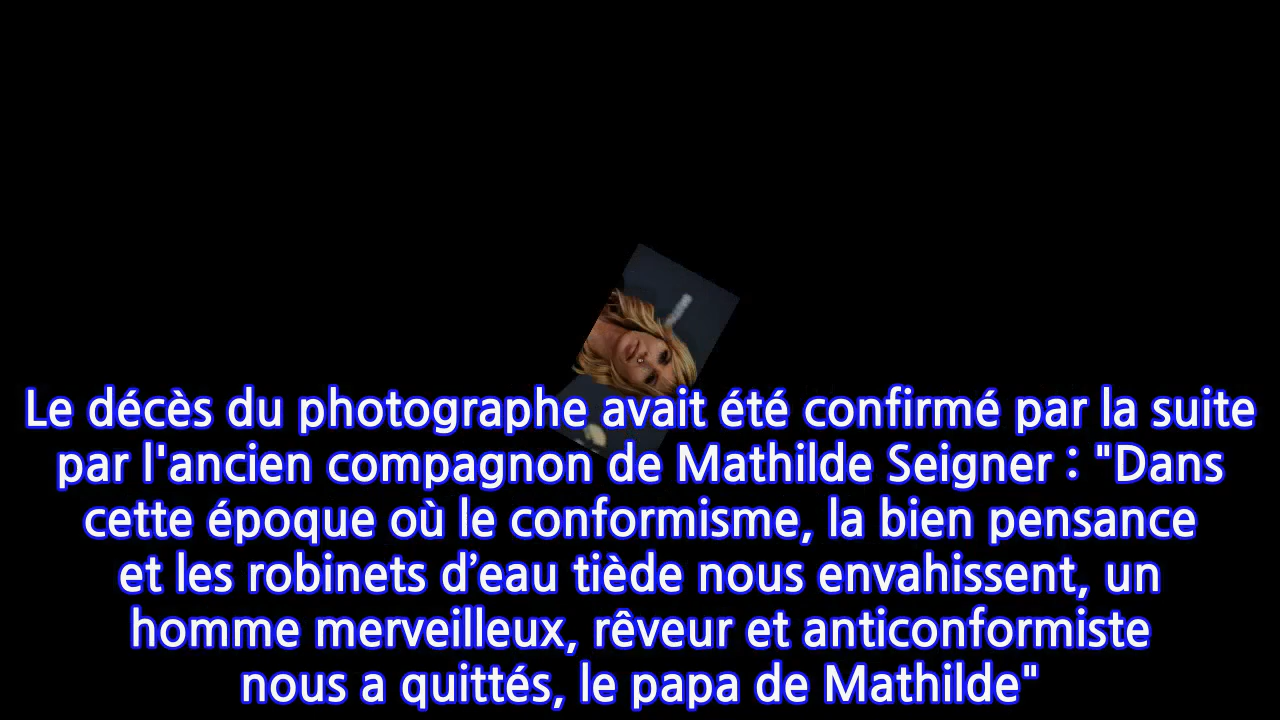 Le décès du photographe avait été confirmé par la suite
par l'ancien compagnon de Mathilde Seigner : "Dans
cette époque où le conformisme, la bien pensance
et les robinets d’eau tiède nous envahissent, un
homme merveilleux, rêveur et anticonformiste
nous a quittés, le papa de Mathilde"